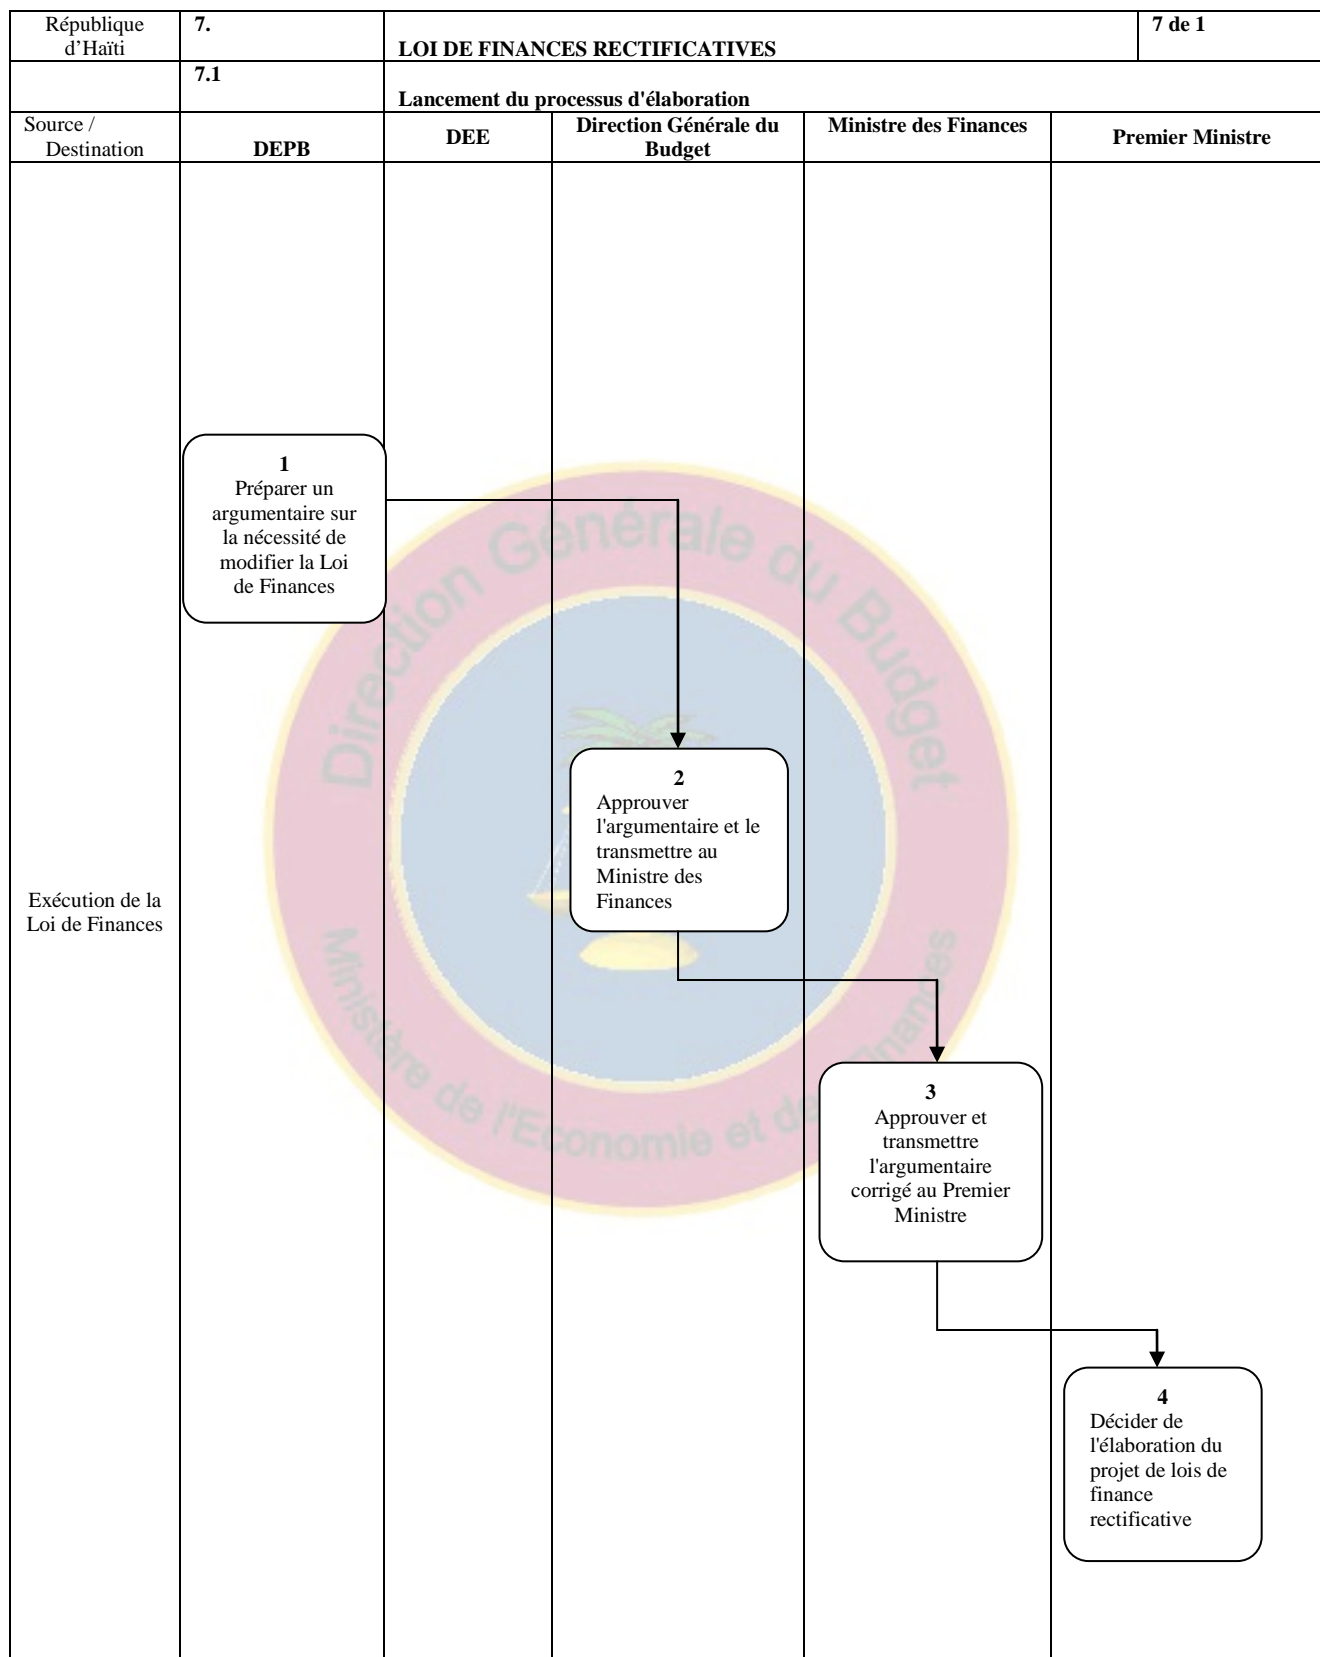 République
d’Haïti
7.
LOI DE FINANCES RECTIFICATIVES
7 de 1
7.1
Lancement du processus d'élaboration
Source /
Destination
DEPB
DEE
Direction Générale du
Budget
Ministre des Finances
Premier Ministre
1
Préparer un
argumentaire sur
la nécessité de
modifier la Loi
de Finances
Direction Générale du Budget
2
Approuver
l'argumentaire et le
transmettre au
Ministre des
Finances
Exécution de la
Loi de Finances
Ministère de l'Economie et des Finances
3
Approuver et
transmettre
l'argumentaire
corrigé au Premier
Ministre
4
Décider de
l'élaboration du
projet de lois de
finance
rectificative